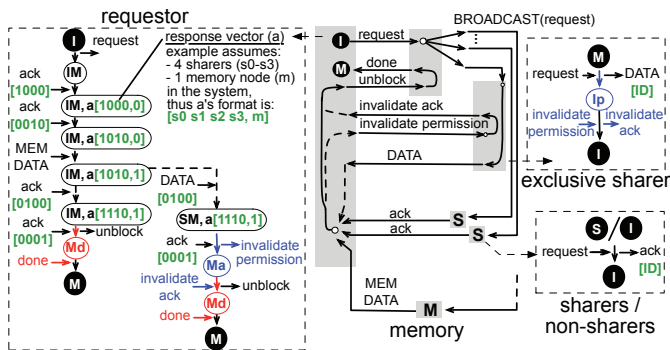 requestor
I
request
IM
ack
[1000]
IM, a[1000,0]
ack
[0010]
IM, a[1010,0]
MEM
DATA
IM, a[1010,1]
ack
[0100]
IM, a[1110,1]
ack
[0001]
unblock
Md
done
M
response vector (a)
example assumes:
- 4 sharers (s0-s3)
- 1 memory node (m)
in the system,
thus a's format is:
[s0 s1 s2 s3, m]
DATA
[0100]
SM, a[1110,1]
ack
[0001]
invalidate
permission
Ma
invalidate
ack
unblock
Md
done
M
I
request
BROADCAST(request)
M
done
unblock
invalidate ack
invalidate permission
DATA
ack
S
ack
S
MEM
DATA
M
memory
M
request
DATA
[ID]
Ip
invalidate
permission
invalidate
ack
I
exclusive sharer
S / I
request
ack
[ID]
I
sharers /
non-sharers